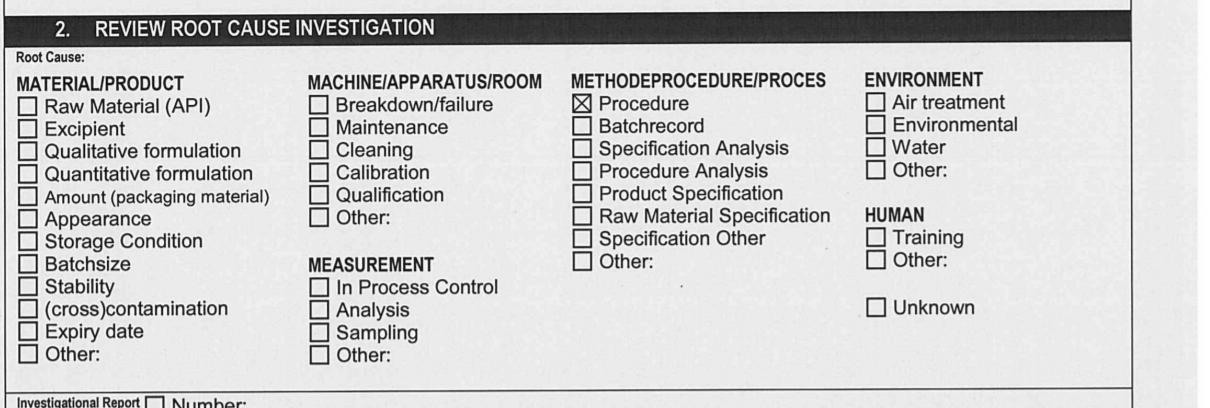 2. REVIEW ROOT CAUSE INVESTIGATION
Root Cause:
MATERIAL/PRODUCT
Raw Material (API)
Excipient
Qualitative formulation
Quantitative formulation
Amount (packaging material)
Appearance
Storage Condition
Batchsize
Stability
(cross)contamination
Expiry date
Other:
MACHINE/APPARATUS/ROOM
Breakdown/failure
Maintenance
Cleaning
Calibration
Qualification
Other:
MEASUREMENT
In Process Control
Analysis
Sampling
Other:
METHODEPROCEDURE/PROCES
☒ Procedure
Batchrecord
Specification Analysis
Procedure Analysis
Product Specification
Raw Material Specification
Specification Other
Other:
ENVIRONMENT
Air treatment
Environmental
Water
Other:
HUMAN
Training
Other:
Unknown
Investigational Report Number: